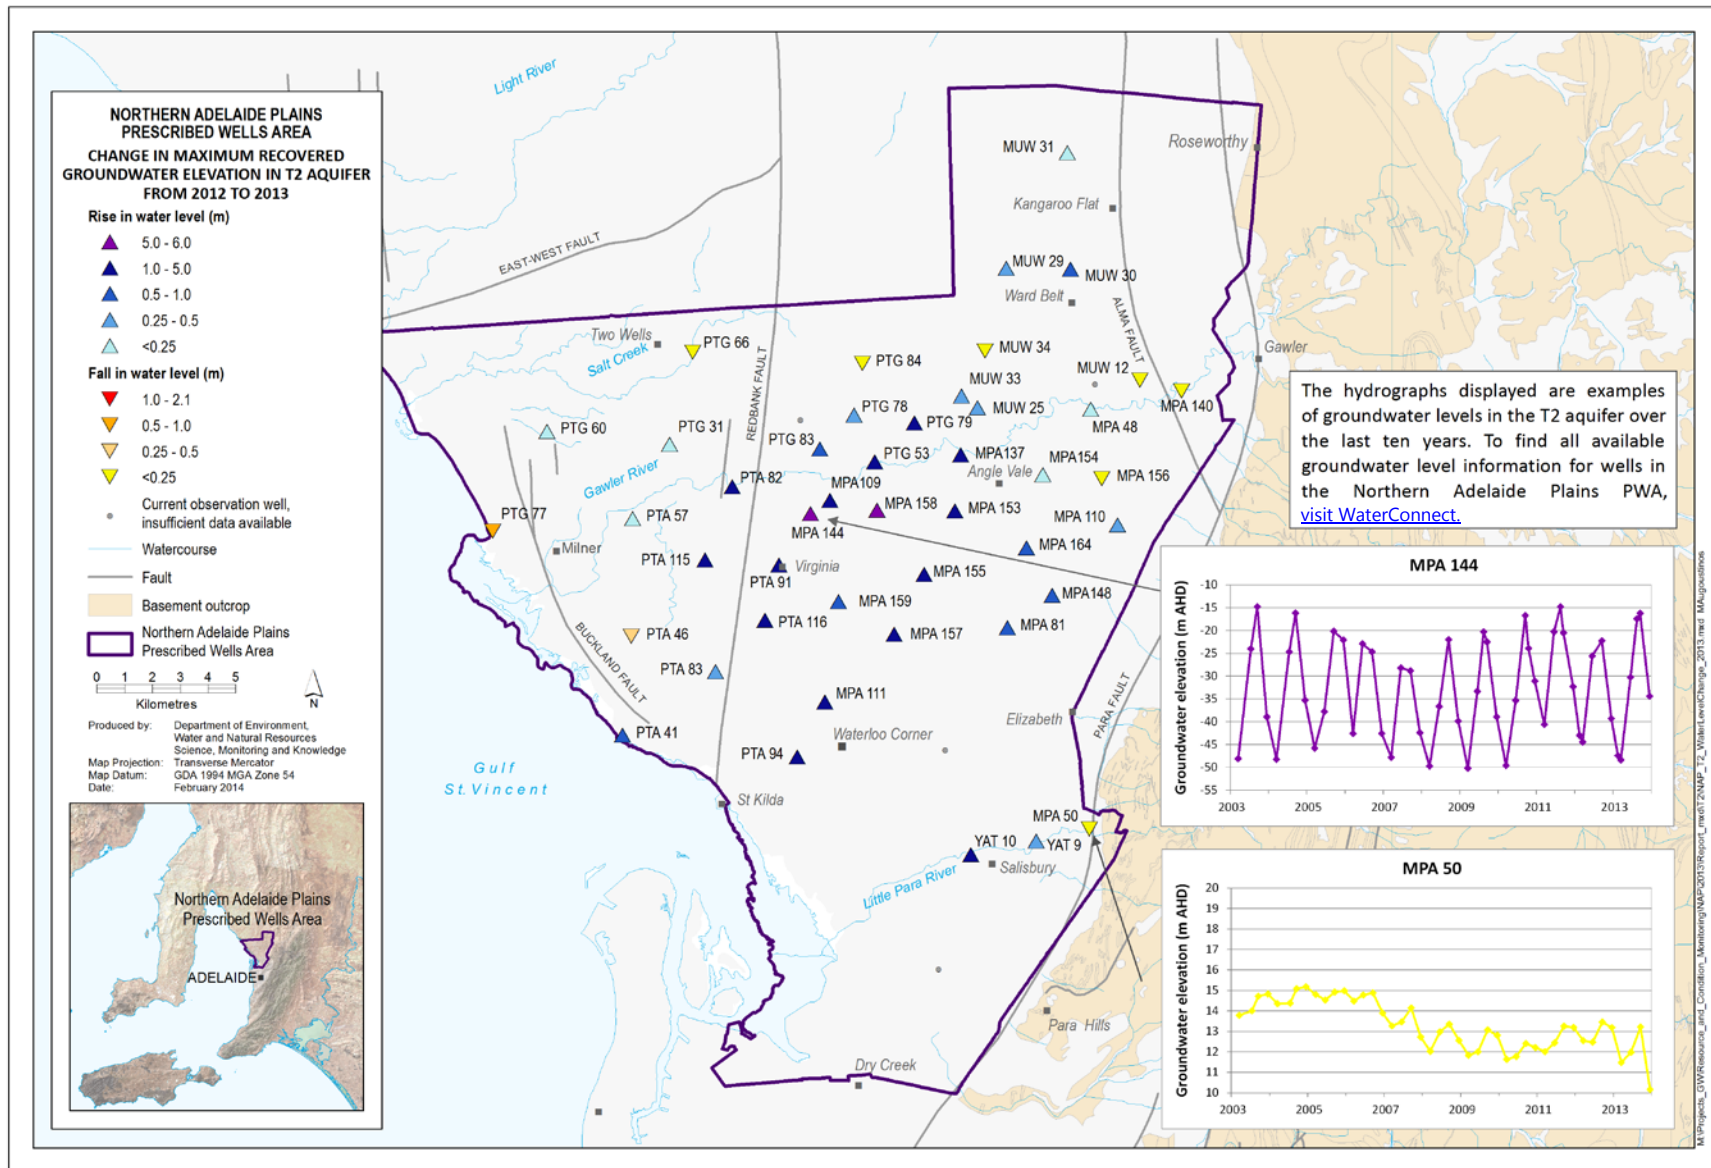 NORTHERN ADELAIDE PLAINS
PRESCRIBED WELLS AREA
CHANGE IN MAXIMUM RECOVERED
GROUNDWATER ELEVATION IN T2 AQUIFER
FROM 2012 TO 2013
Rise in water level (m)
5.0 - 6.0
1.0 - 5.0
0.5 - 1.0
0.25 - 0.5
<0.25
Fall in water level (m)
1.0 - 2.1
0.5 - 1.0
0.25 - 0.5
<0.25
Current observation well,
insufficient data available
Watercourse
Fault
Basement outcrop
Northern Adelaide Plains
Prescribed Wells Area
0 1 2 3 4 5
Kilometres
N
Produced by: Department of Environment,
Water and Natural Resources
Science, Monitoring and Knowledge
Map Projection: Transverse Mercator
Map Datum: GDA 1994 MGA Zone 54
Date: February 2014
Northern Adelaide Plains
Prescribed Wells Area
ADELAIDE
Light River
EAST-WEST FAULT
MUW 31
Roseworthy
Kangaroo Flat
MUW 29
MUW 30
Ward Belt
ALMA FAULT
Two Wells
Salt Creek
PTG 66
REDBANK FAULT
PTG 84
MUW 34
Gawler
MUW 12
MUW 33
MPA 140
PTG 78
MUW 25
PTG 79
MPA 48
PTG 60
PTG 31
PTG 83
PTG 53
MPA137
MPA154
Angle Vale
MPA 156
Gawler River
PTA 82
MPA109
MPA 158
MPA 153
MPA 110
PTG 77
PTA 57
MPA 144
Milner
MPA 164
PTA 115
PTA 91
Virginia
MPA 155
MPA148
MPA 159
PTA 116
MPA 157
MPA 81
PTA 46
BUCKLAND FAULT
PTA 83
MPA 111
PARA FAULT
Elizabeth
PTA 41
Waterloo Corner
PTA 94
Gulf
St. Vincent
St Kilda
MPA 50
YAT 10
YAT 9
Salisbury
Little Para River
Para Hills
Dry Creek
The hydrographs displayed are examples
of groundwater levels in the T2 aquifer over
the last ten years. To find all available
groundwater level information for wells in
the Northern Adelaide Plains PWA,
visit WaterConnect.
MPA 144
Groundwater elevation (m AHD)
-10
-15
-20
-25
-30
-35
-40
-45
-50
-55
2003 2005 2007 2009 2011 2013
MPA 50
Groundwater elevation (m AHD)
20
19
18
17
16
15
14
13
12
11
10
2003 2005 2007 2009 2011 2013
M:\Projects_GW\Resource_and_Condition_Monitoring\NAP\2013\Report_mxd\T2\NAP_T2_WaterLevelChange_2013.mxd MAugoustinos